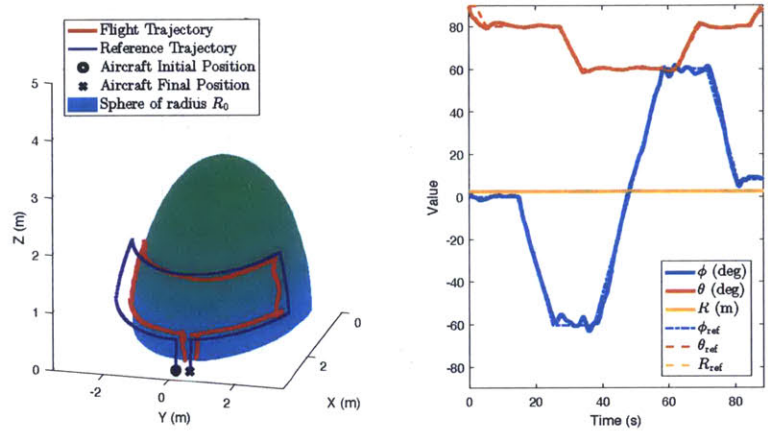 Flight Trajectory
Reference Trajectory
Aircraft Initial Position
Aircraft Final Position
Sphere of radius R₀
5
4
3
2
1
0
Z (m)
-2
0
2
Y (m)
0
2
X (m)
80
60
40
20
0
-20
-40
-60
-80
Value
0
20
40
60
80
Time (s)
ϕ (deg)
θ (deg)
R (m)
ϕref
θref
Rref